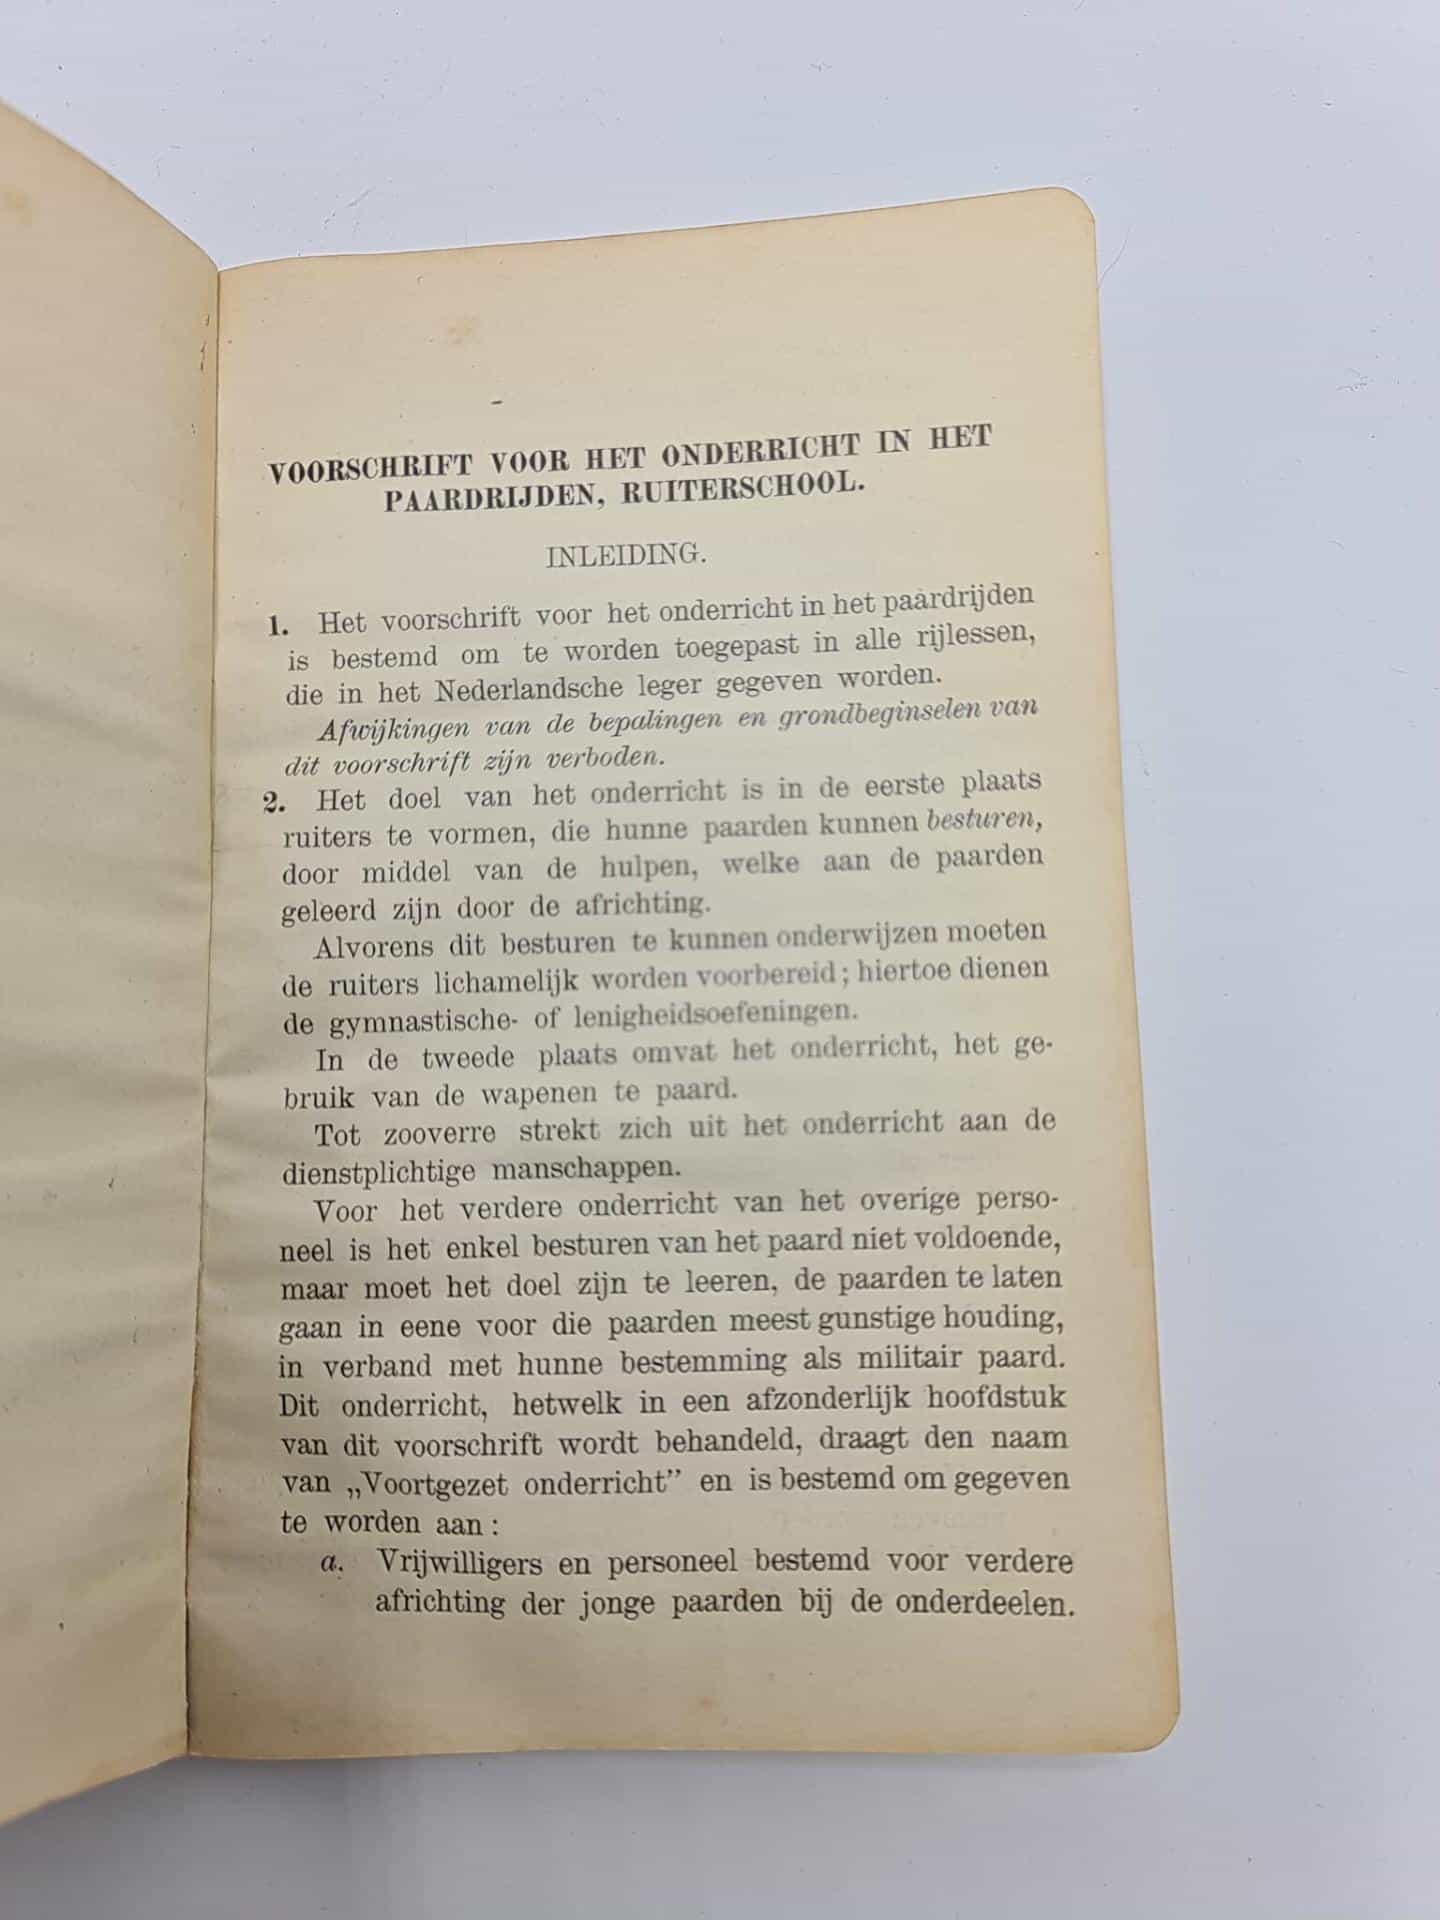 VOORSCHRIFT VOOR HET ONDERRICHT IN HET
PAARDRIJDEN, RUITERSCHOOL.
INLEIDING.
1. Het voorschrift voor het onderricht in het paardrijden
is bestemd om te worden toegepast in alle rijlessen,
die in het Nederlandsche leger gegeven worden.
Afwijkingen van de bepalingen en grondbeginselen van
dit voorschrift zijn verboden.
2. Het doel van het onderricht is in de eerste plaats
ruiters te vormen, die hunne paarden kunnen besturen,
door middel van de hulpen, welke aan de paarden
geleerd zijn door de africhting.
Alvorens dit besturen te kunnen onderwijzen moeten
de ruiters lichamelijk worden voorbereid; hiertoe dienen
de gymnastische- of lenigheidsoefeningen.
In de tweede plaats omvat het onderricht, het ge-
bruik van de wapenen te paard.
Tot zooverre strekt zich uit het onderricht aan de
dienstplichtige manschappen.
Voor het verdere onderricht van het overige perso-
neel is het enkel besturen van het paard niet voldoende,
maar moet het doel zijn te leeren, de paarden te laten
gaan in eene voor die paarden meest gunstige houding,
in verband met hunne bestemming als militair paard.
Dit onderricht, hetwelk in een afzonderlijk hoofdstuk
van dit voorschrift wordt behandeld, draagt den naam
van „Voortgezet onderricht” en is bestemd om gegeven
te worden aan:
a. Vrijwilligers en personeel bestemd voor verdere
africhting der jonge paarden bij de onderdeelen.